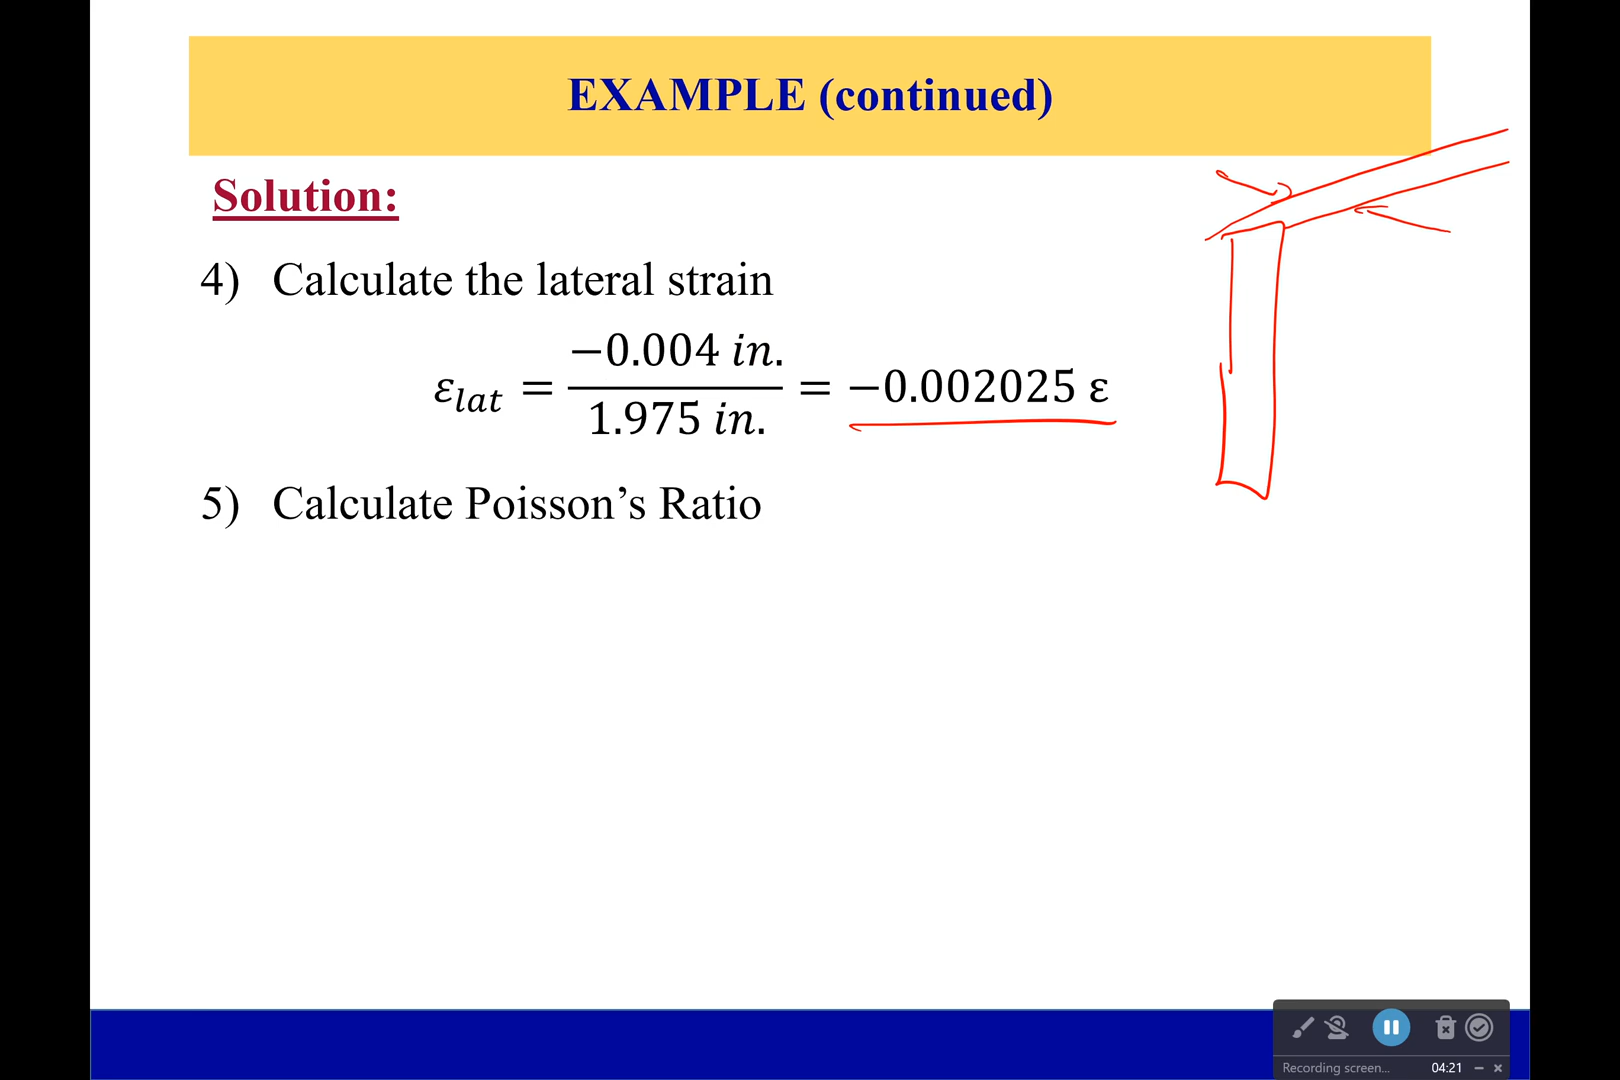 EXAMPLE (continued)
Solution:
4) Calculate the lateral strain
εlat = −0.004 in. / 1.975 in. = −0.002025 ε
5) Calculate Poisson’s Ratio
Recording screen... 04:21